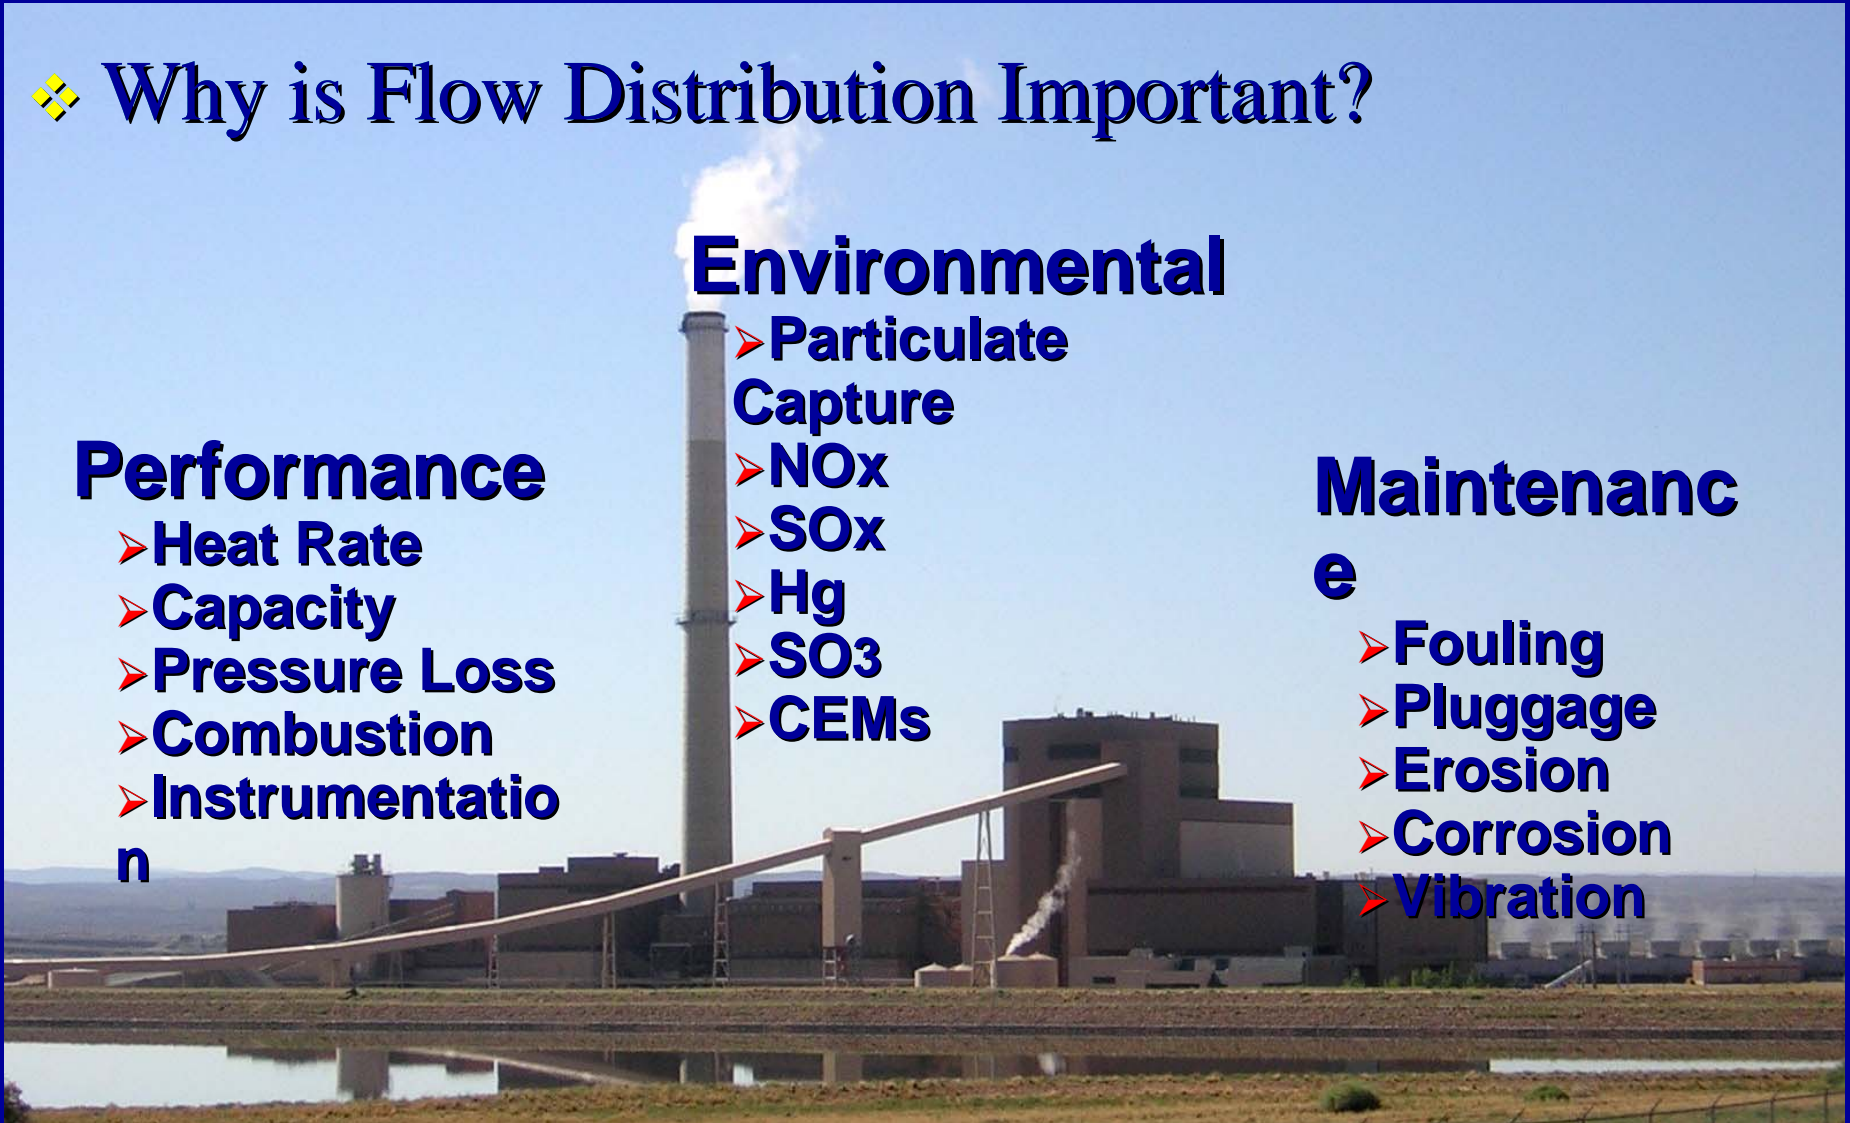 Why is Flow Distribution Important?
Environmental
Particulate
Capture
NOx
SOx
Hg
SO3
CEMs
Performance
Heat Rate
Capacity
Pressure Loss
Combustion
Instrumentatio
n
Maintenanc
e
Fouling
Pluggage
Erosion
Corrosion
Vibration